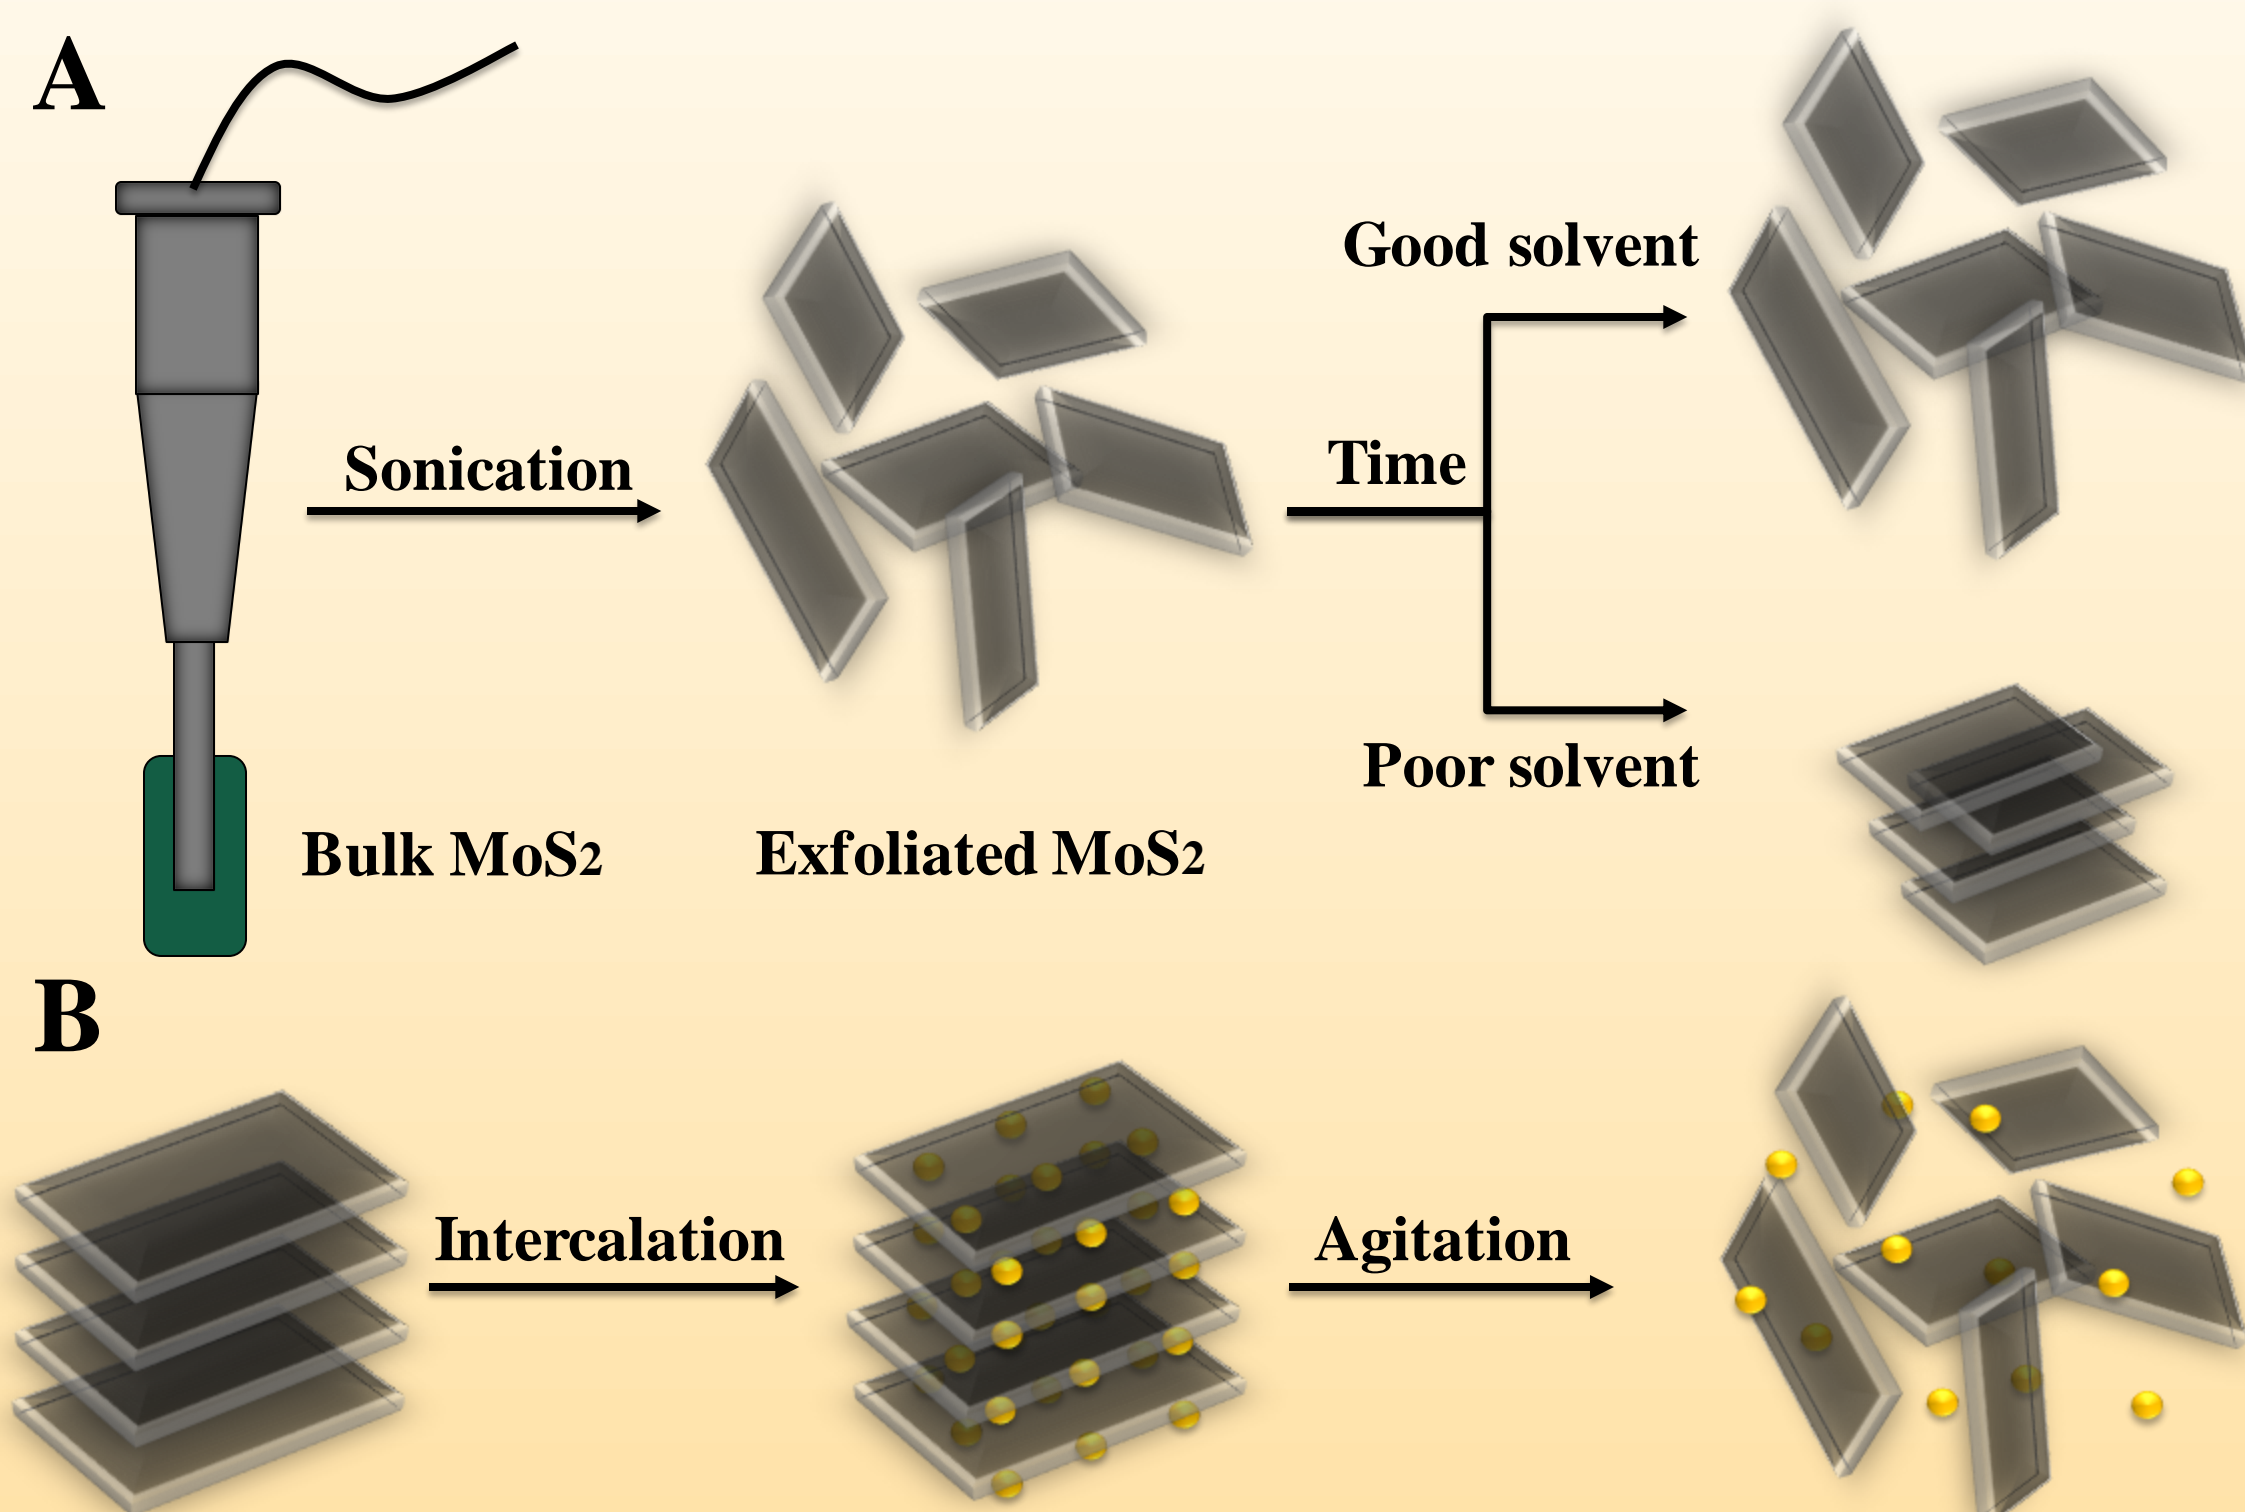 A
Sonication
Good solvent
Time
Poor solvent
Bulk MoS2
Exfoliated MoS2
B
Intercalation
Agitation